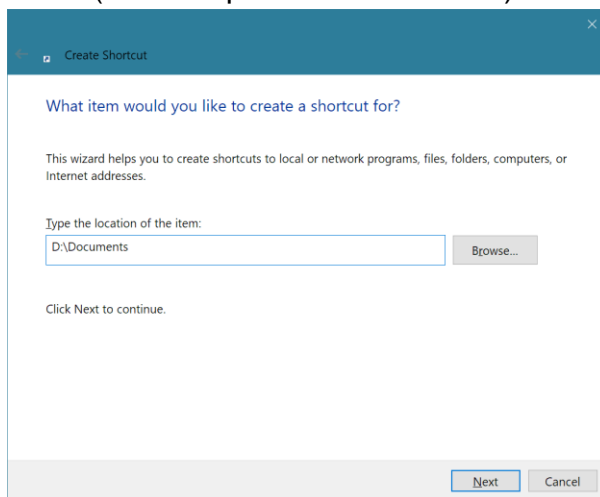 Create Shortcut
What item would you like to create a shortcut for?
This wizard helps you to create shortcuts to local or network programs, files, folders, computers, or
Internet addresses.
Type the location of the item:
D:\Documents
Browse...
Click Next to continue.
Next
Cancel